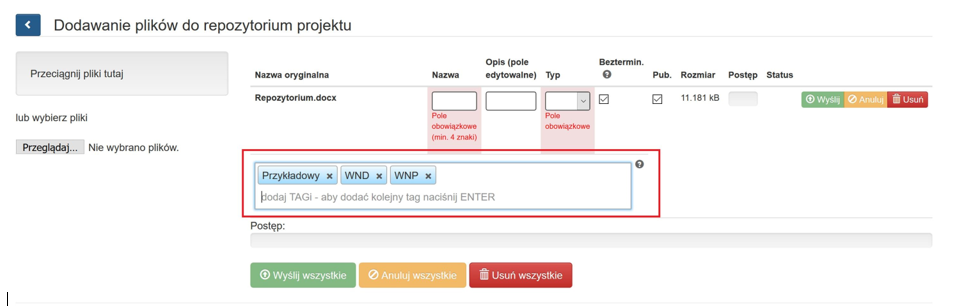 Dodawanie plików do repozytorium projektu
Przeciągnij pliki tutaj
lub wybierz pliki
Przeglądaj... Nie wybrano plików.
Nazwa oryginalna Nazwa Opis (pole edytowalne) Typ Beztermin. Pub. Rozmiar Postęp Status
Repozytorium.docx 11.181 kB Wyślij Anuluj Usuń
Pole obowiązkowe (min. 4 znaki) Pole obowiązkowe
Przykładowy × WND × WNP ×
dodaj TAGi - aby dodać kolejny tag naciśnij ENTER
Postęp:
Wyślij wszystkie Anuluj wszystkie Usuń wszystkie